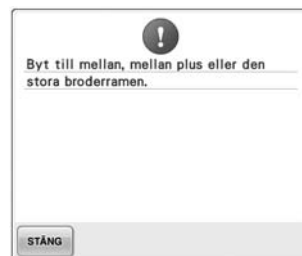 Byt till mellan, mellan plus eller den
stora broderramen.
STÄNG